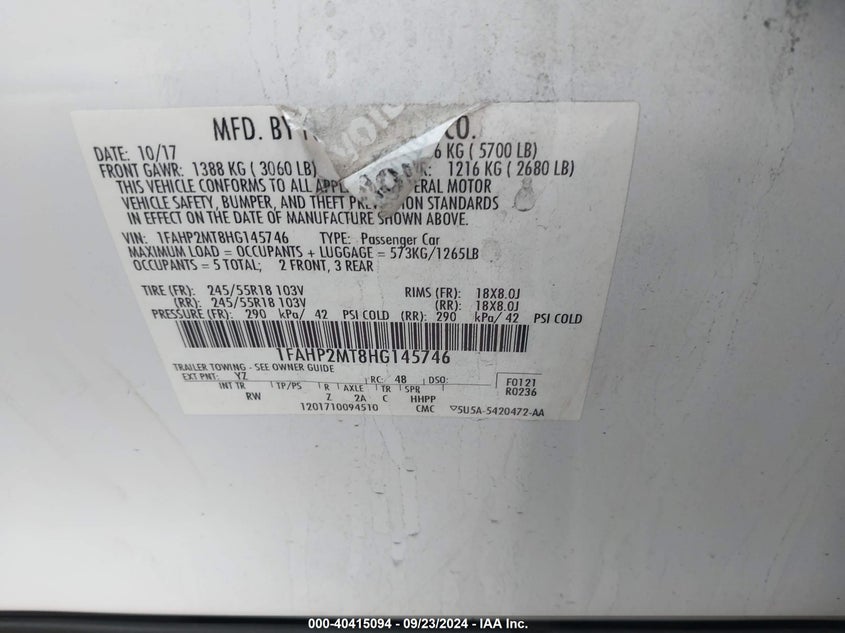 MFD. BY CO.
DATE: 10/17 6 KG ( 5700 LB)
FRONT GAWR: 1388 KG ( 3060 LB) 1216 KG ( 2680 LB)
THIS VEHICLE CONFORMS TO ALL MOTOR
VEHICLE SAFETY, BUMPER, AND THEFT STANDARDS
IN EFFECT ON THE DATE OF MANUFACTURE SHOWN ABOVE.
VIN: 1FAHP2MT8HG145746 TYPE: Passenger Car
MAXIMUM LOAD = OCCUPANTS + LUGGAGE = 573KG/1265LB
OCCUPANTS = 5 TOTAL; 2 FRONT, 3 REAR
TIRE (FR): 245/55R18 103V RIMS (FR): 18X8.0J
(RR): 245/55R18 103V (RR): 18X8.0J
PRESSURE (FR): 290 kPa/ 42 PSI COLD (RR): 290 kPa/ 42 PSI COLD
1FAHP2MT8HG145746
TRAILER TOWING - SEE OWNER GUIDE
EXT PNT: YZ RC: 48 DSO: F0121
INT TR TP/PS R AXLE TR SPR R0236
RW Z 2A C HHPP
1201710094510 CMC ▽5U5A-5420472-AA
000-40415094 - 09/23/2024 - © IAA, Inc.